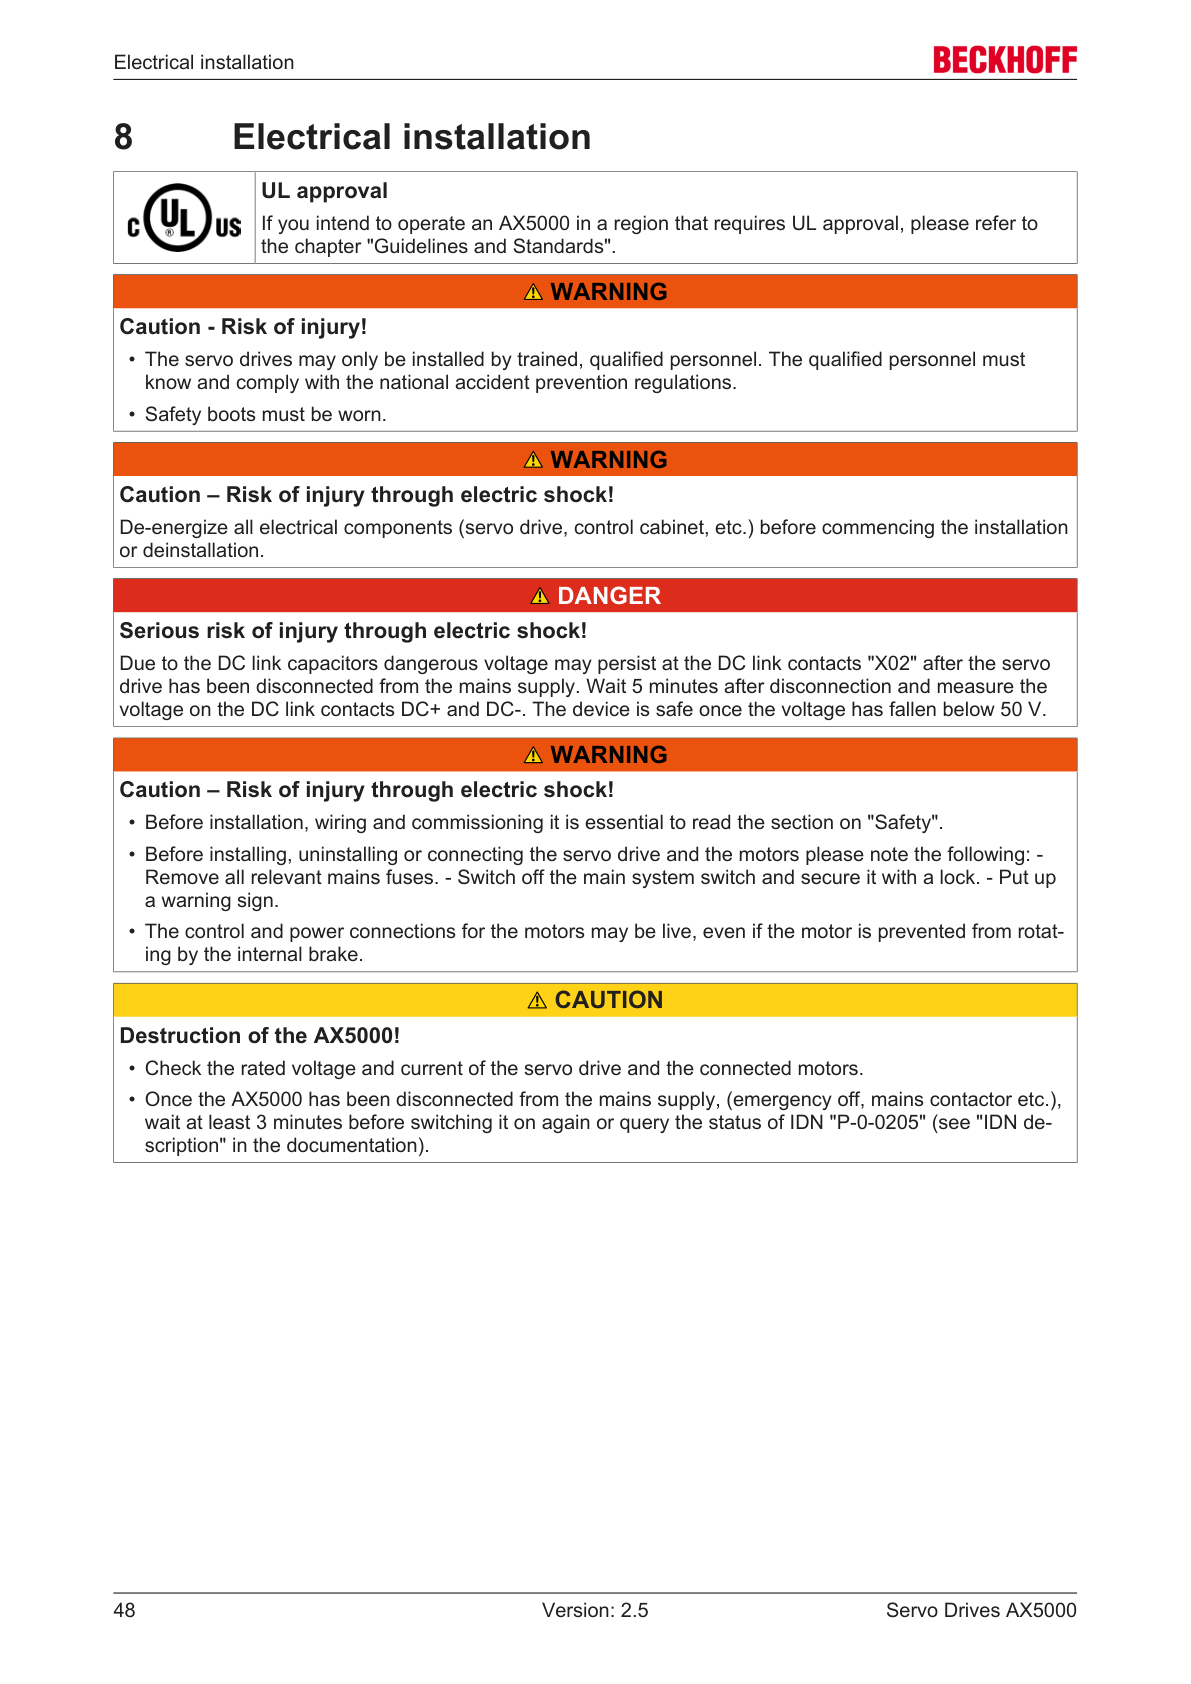 Electrical installation
BECKHOFF
8 Electrical installation
C UL ® US
UL approval
If you intend to operate an AX5000 in a region that requires UL approval, please refer to
the chapter "Guidelines and Standards".
WARNING
Caution - Risk of injury!
• The servo drives may only be installed by trained, qualified personnel. The qualified personnel must
know and comply with the national accident prevention regulations.
• Safety boots must be worn.
WARNING
Caution – Risk of injury through electric shock!
De-energize all electrical components (servo drive, control cabinet, etc.) before commencing the installation
or deinstallation.
DANGER
Serious risk of injury through electric shock!
Due to the DC link capacitors dangerous voltage may persist at the DC link contacts "X02" after the servo
drive has been disconnected from the mains supply. Wait 5 minutes after disconnection and measure the
voltage on the DC link contacts DC+ and DC-. The device is safe once the voltage has fallen below 50 V.
WARNING
Caution – Risk of injury through electric shock!
• Before installation, wiring and commissioning it is essential to read the section on "Safety".
• Before installing, uninstalling or connecting the servo drive and the motors please note the following: -
Remove all relevant mains fuses. - Switch off the main system switch and secure it with a lock. - Put up
a warning sign.
• The control and power connections for the motors may be live, even if the motor is prevented from rotat-
ing by the internal brake.
CAUTION
Destruction of the AX5000!
• Check the rated voltage and current of the servo drive and the connected motors.
• Once the AX5000 has been disconnected from the mains supply, (emergency off, mains contactor etc.),
wait at least 3 minutes before switching it on again or query the status of IDN "P-0-0205" (see "IDN de-
scription" in the documentation).
48 Version: 2.5 Servo Drives AX5000